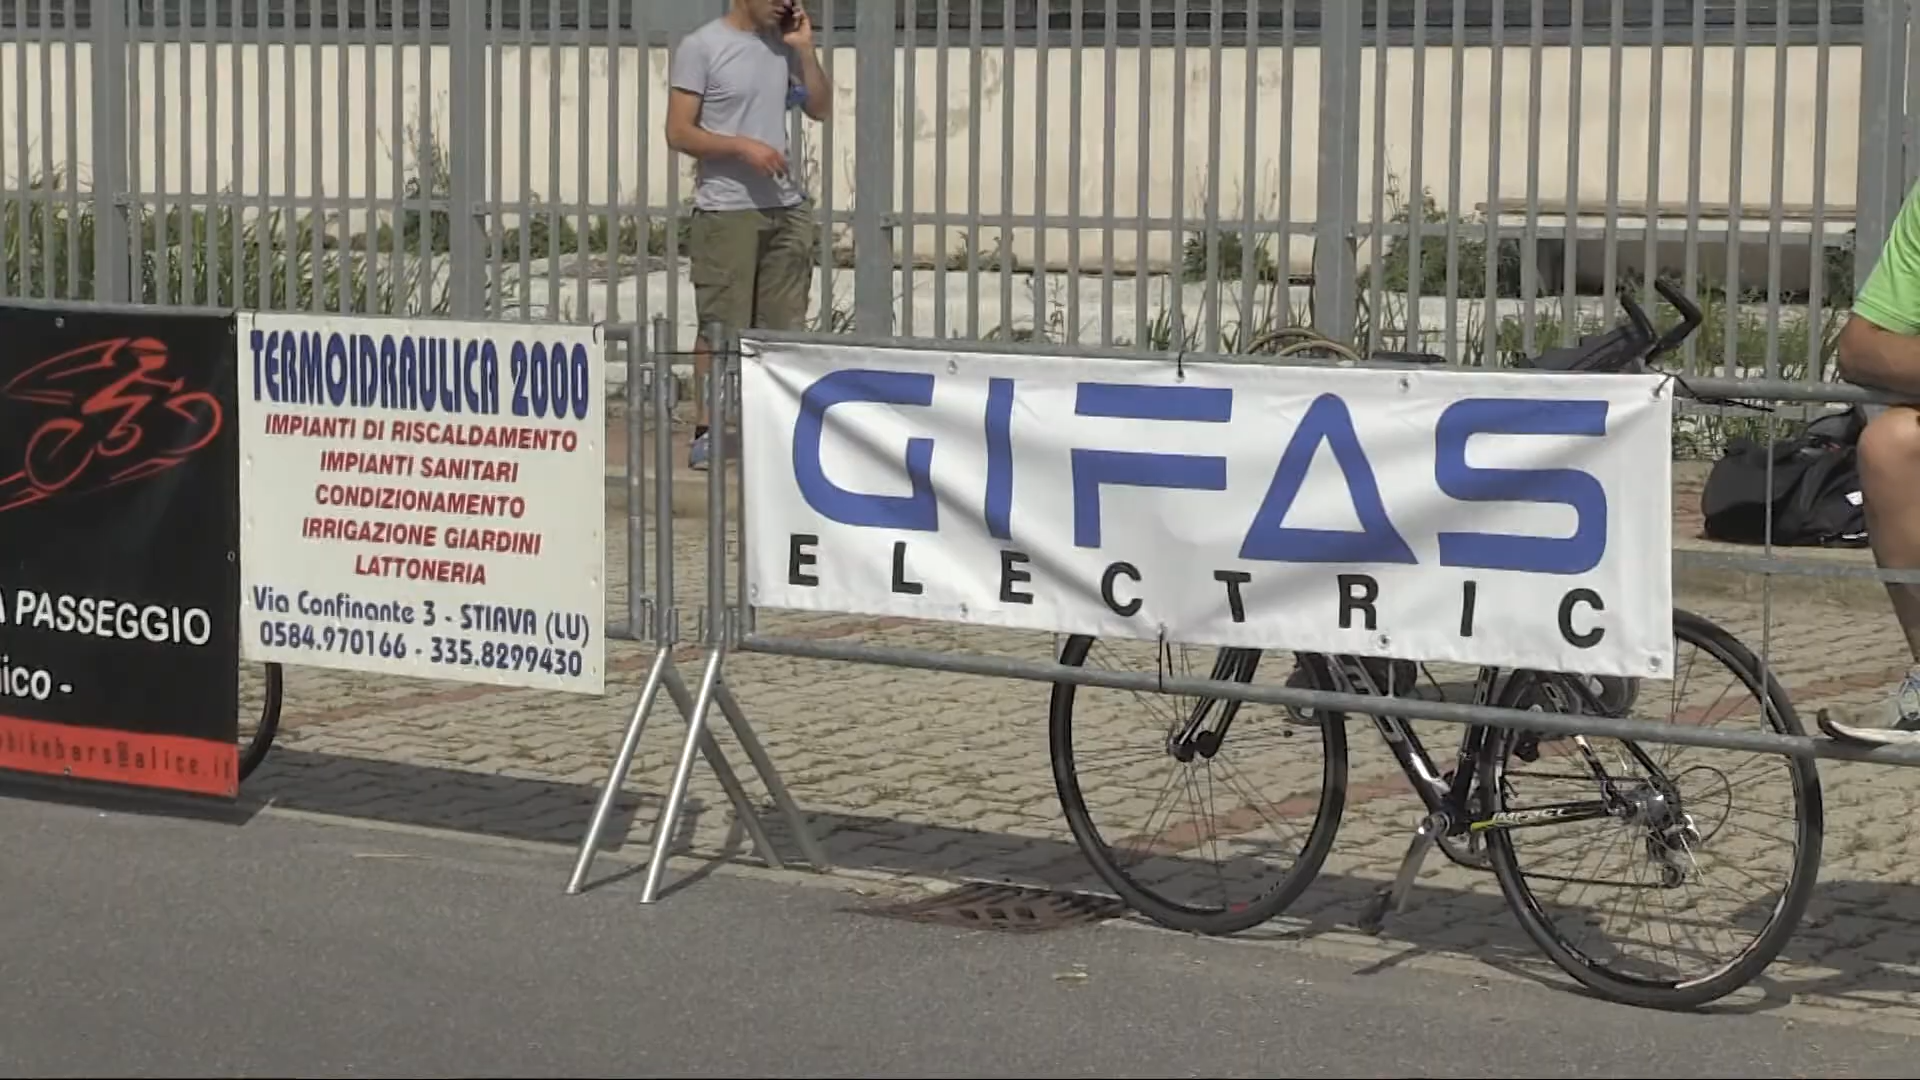 A PASSEGGIO
TERMOIDRAULICA 2000
IMPIANTI DI RISCALDAMENTO
IMPIANTI SANITARI
CONDIZIONAMENTO
IRRIGAZIONE GIARDINI
LATTONERIA
Via Confinante 3 - STIAVA (LU)
0584.970166 - 335.8299430
GIFAS
ELECTRIC
IMPACT